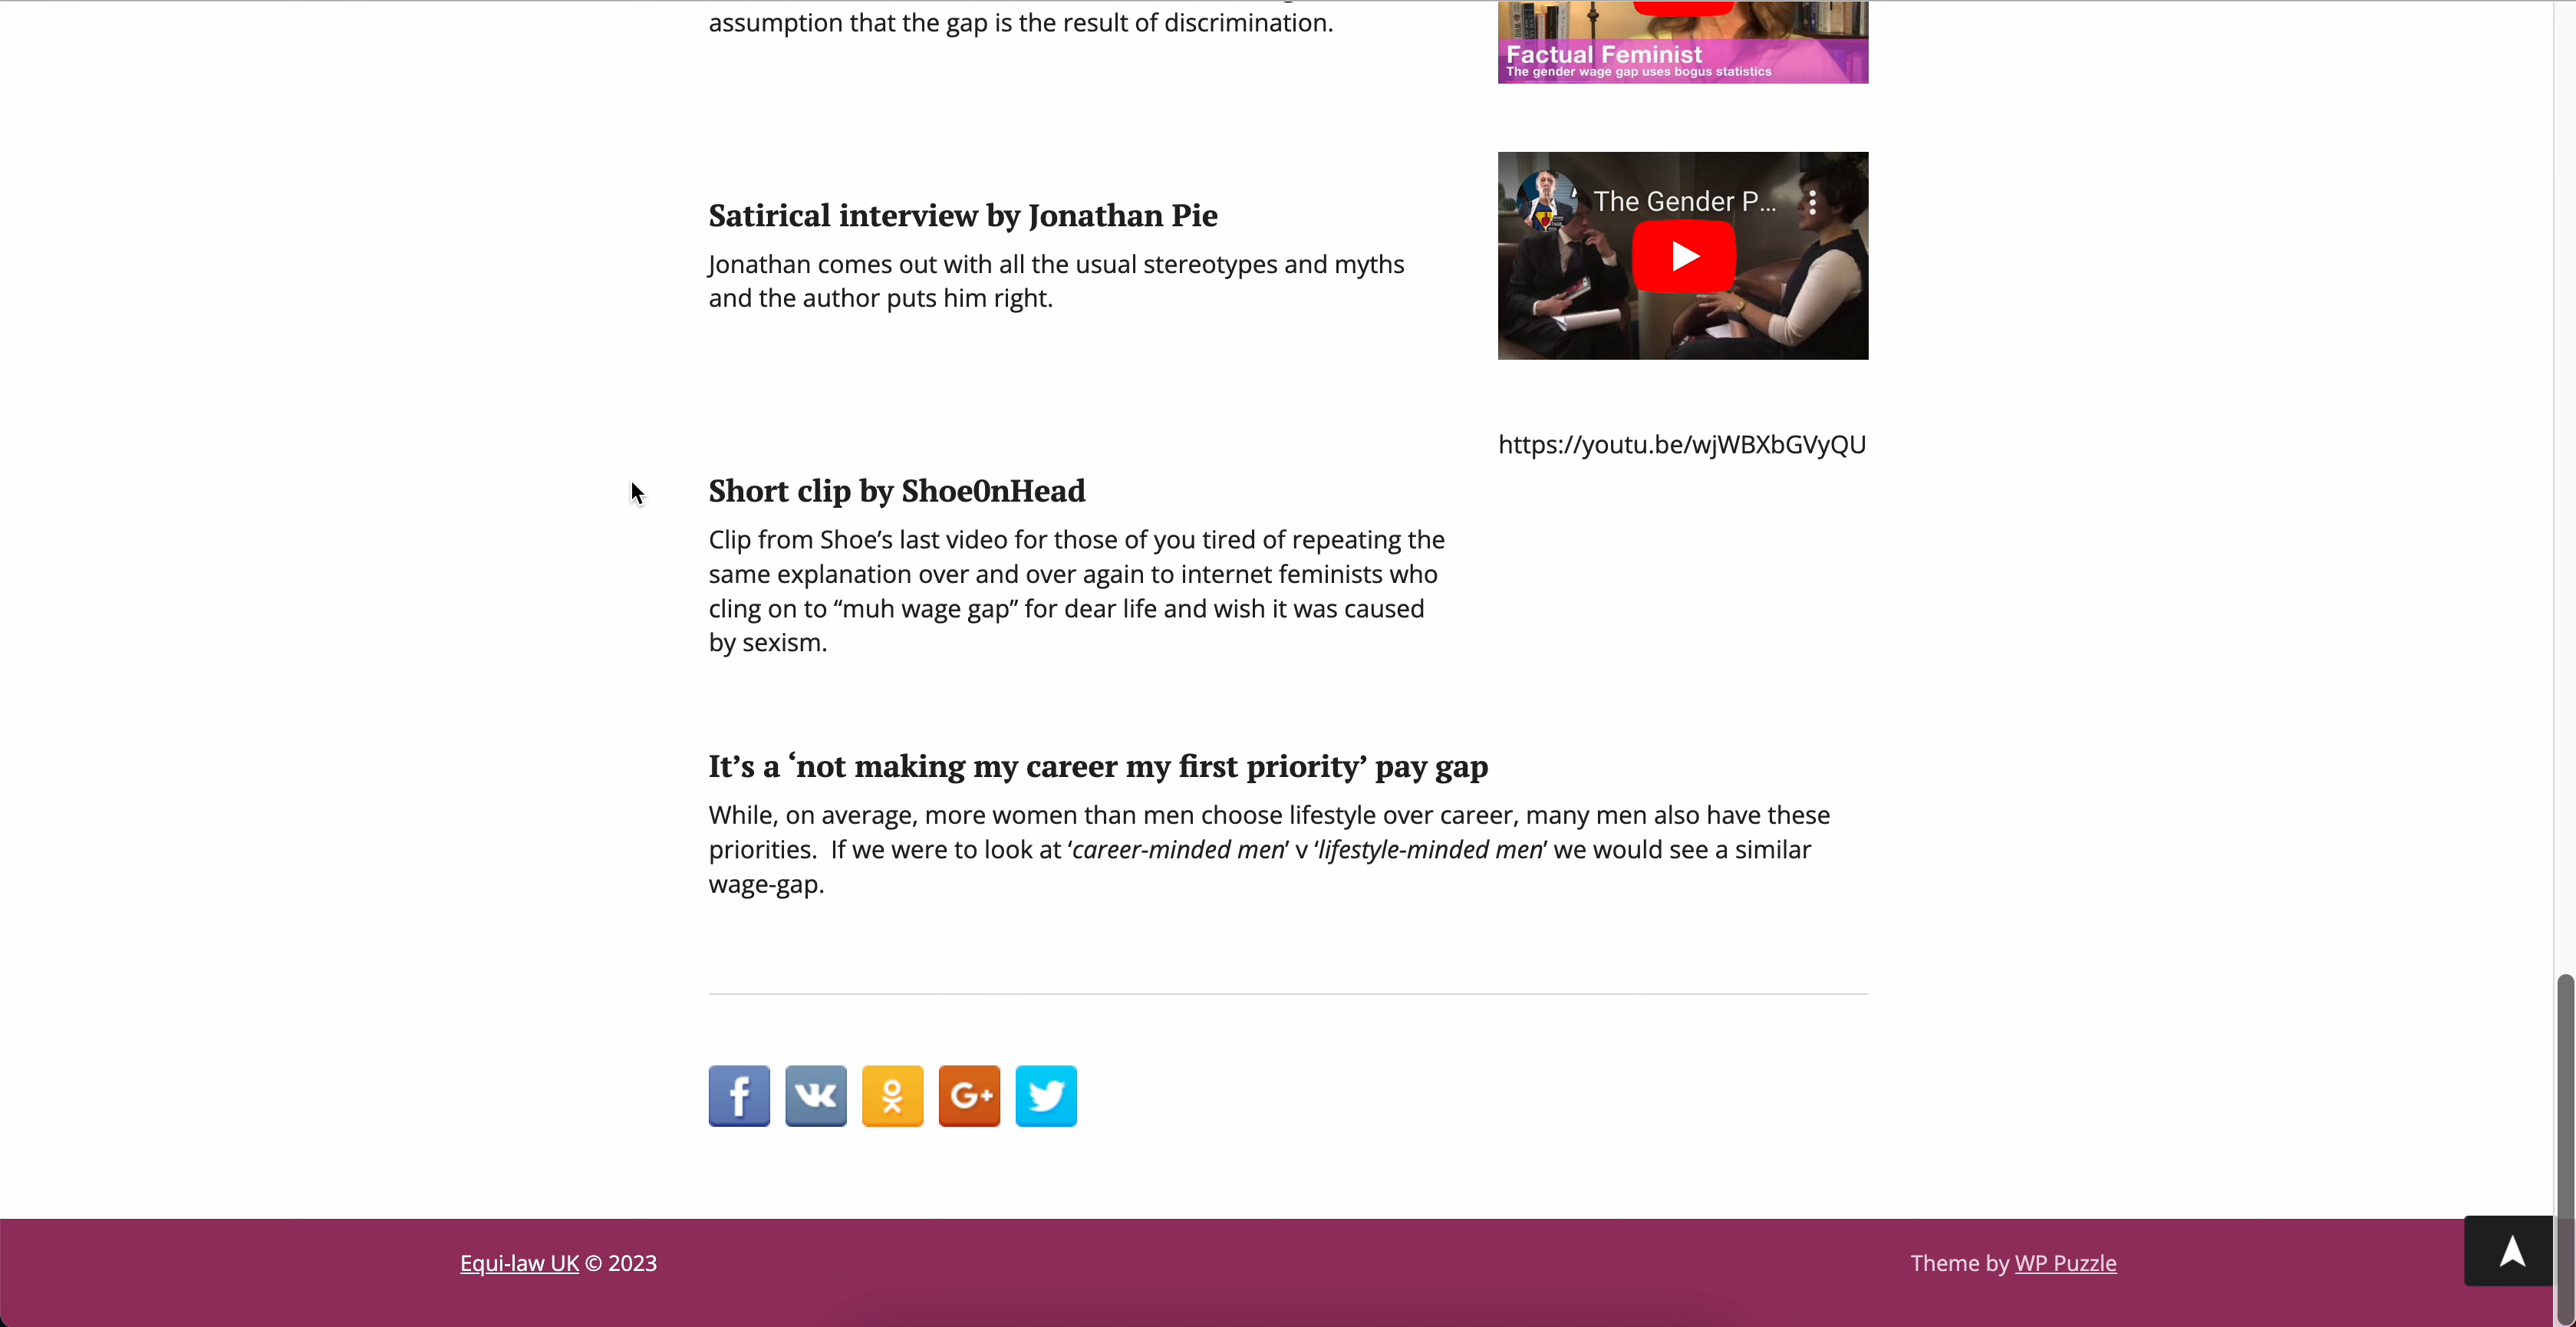 assumption that the gap is the result of discrimination.
Factual Feminist
The gender wage gap uses bogus statistics
Satirical interview by Jonathan Pie
Jonathan comes out with all the usual stereotypes and myths
and the author puts him right.
The Gender P...
https://youtu.be/wjWBXbGVyQU
Short clip by Shoe0nHead
Clip from Shoe’s last video for those of you tired of repeating the
same explanation over and over again to internet feminists who
cling on to “muh wage gap” for dear life and wish it was caused
by sexism.
It’s a ‘not making my career my first priority’ pay gap
While, on average, more women than men choose lifestyle over career, many men also have these
priorities.  If we were to look at ‘career-minded men’ v ‘lifestyle-minded men’ we would see a similar
wage-gap.
f
VK
G+
Equi-law UK © 2023
Theme by WP Puzzle